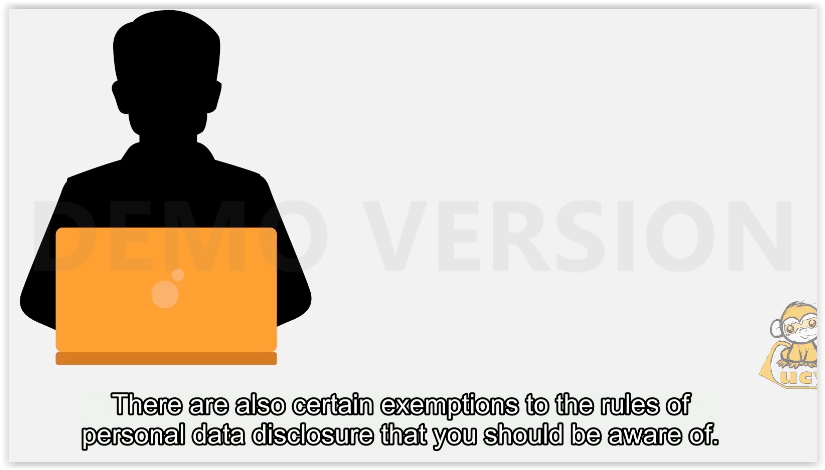 DEMO VERSION
ucy
There are also certain exemptions to the rules of
personal data disclosure that you should be aware of.